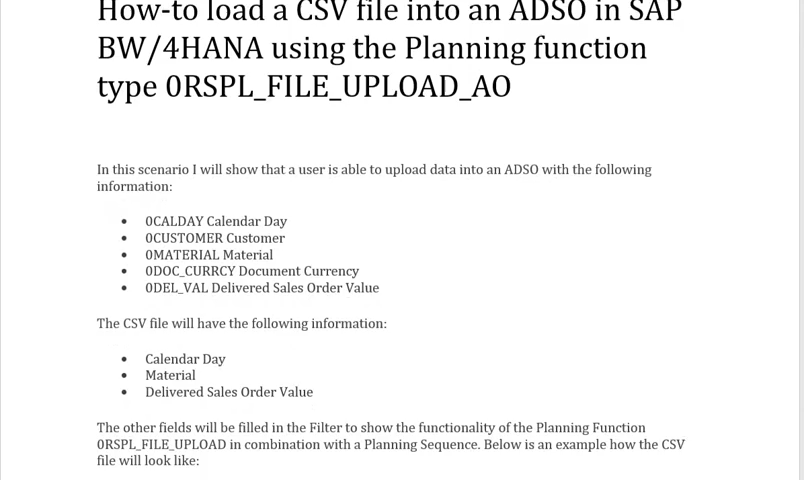 How-to load a CSV file into an ADSO in SAP
BW/4HANA using the Planning function
type 0RSPL_FILE_UPLOAD_AO
In this scenario I will show that a user is able to upload data into an ADSO with the following
information:
• 0CALDAY Calendar Day
• 0CUSTOMER Customer
• 0MATERIAL Material
• 0DOC_CURRCY Document Currency
• 0DEL_VAL Delivered Sales Order Value
The CSV file will have the following information:
• Calendar Day
• Material
• Delivered Sales Order Value
The other fields will be filled in the Filter to show the functionality of the Planning Function
0RSPL_FILE_UPLOAD in combination with a Planning Sequence. Below is an example how the CSV
file will look like: